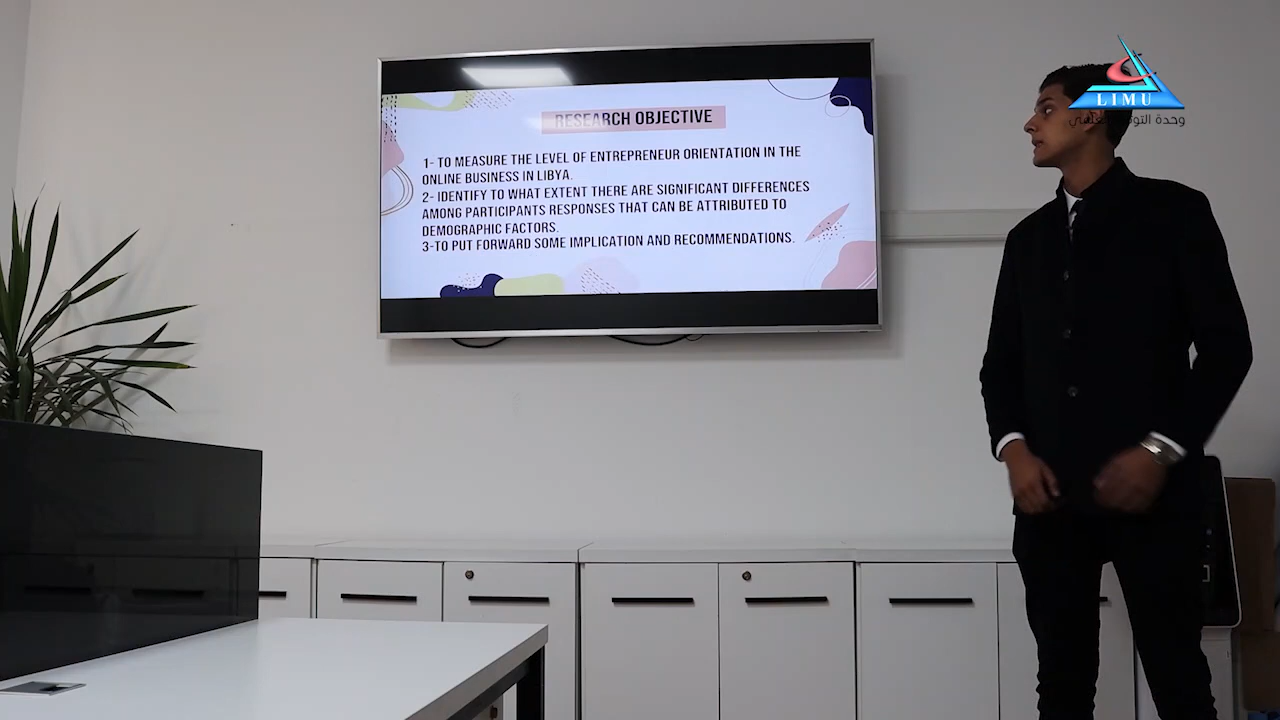 RESEARCH OBJECTIVE
1- TO MEASURE THE LEVEL OF ENTREPRENEUR ORIENTATION IN THE
ONLINE BUSINESS IN LIBYA.
2- IDENTIFY TO WHAT EXTENT THERE ARE SIGNIFICANT DIFFERENCES
AMONG PARTICIPANTS RESPONSES THAT CAN BE ATTRIBUTED TO
DEMOGRAPHIC FACTORS.
3-TO PUT FORWARD SOME IMPLICATION AND RECOMMENDATIONS.
LIMU
وحدة